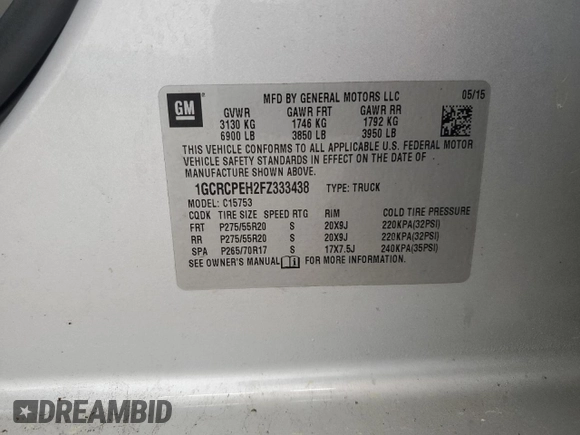 GM
MFD BY GENERAL MOTORS LLC 05/15
GVWR GAWR FRT GAWR RR
3130 KG 1746 KG 1792 KG
6900 LB 3850 LB 3950 LB
THIS VEHICLE CONFORMS TO ALL APPLICABLE U.S. FEDERAL MOTOR
VEHICLE SAFETY STANDARDS IN EFFECT ON THE DATE OF
MANUFACTURE SHOWN ABOVE.
1GCRCPEH2FZ333438 TYPE: TRUCK
MODEL: C15753
CQDK TIRE SIZE SPEED RTG RIM COLD TIRE PRESSURE
FRT P275/55R20 S 20X9J 220KPA(32PSI)
RR P275/55R20 S 20X9J 220KPA(32PSI)
SPA P265/70R17 S 17X7.5J 240KPA(35PSI)
SEE OWNER'S MANUAL FOR MORE INFORMATION.
DREAMBID